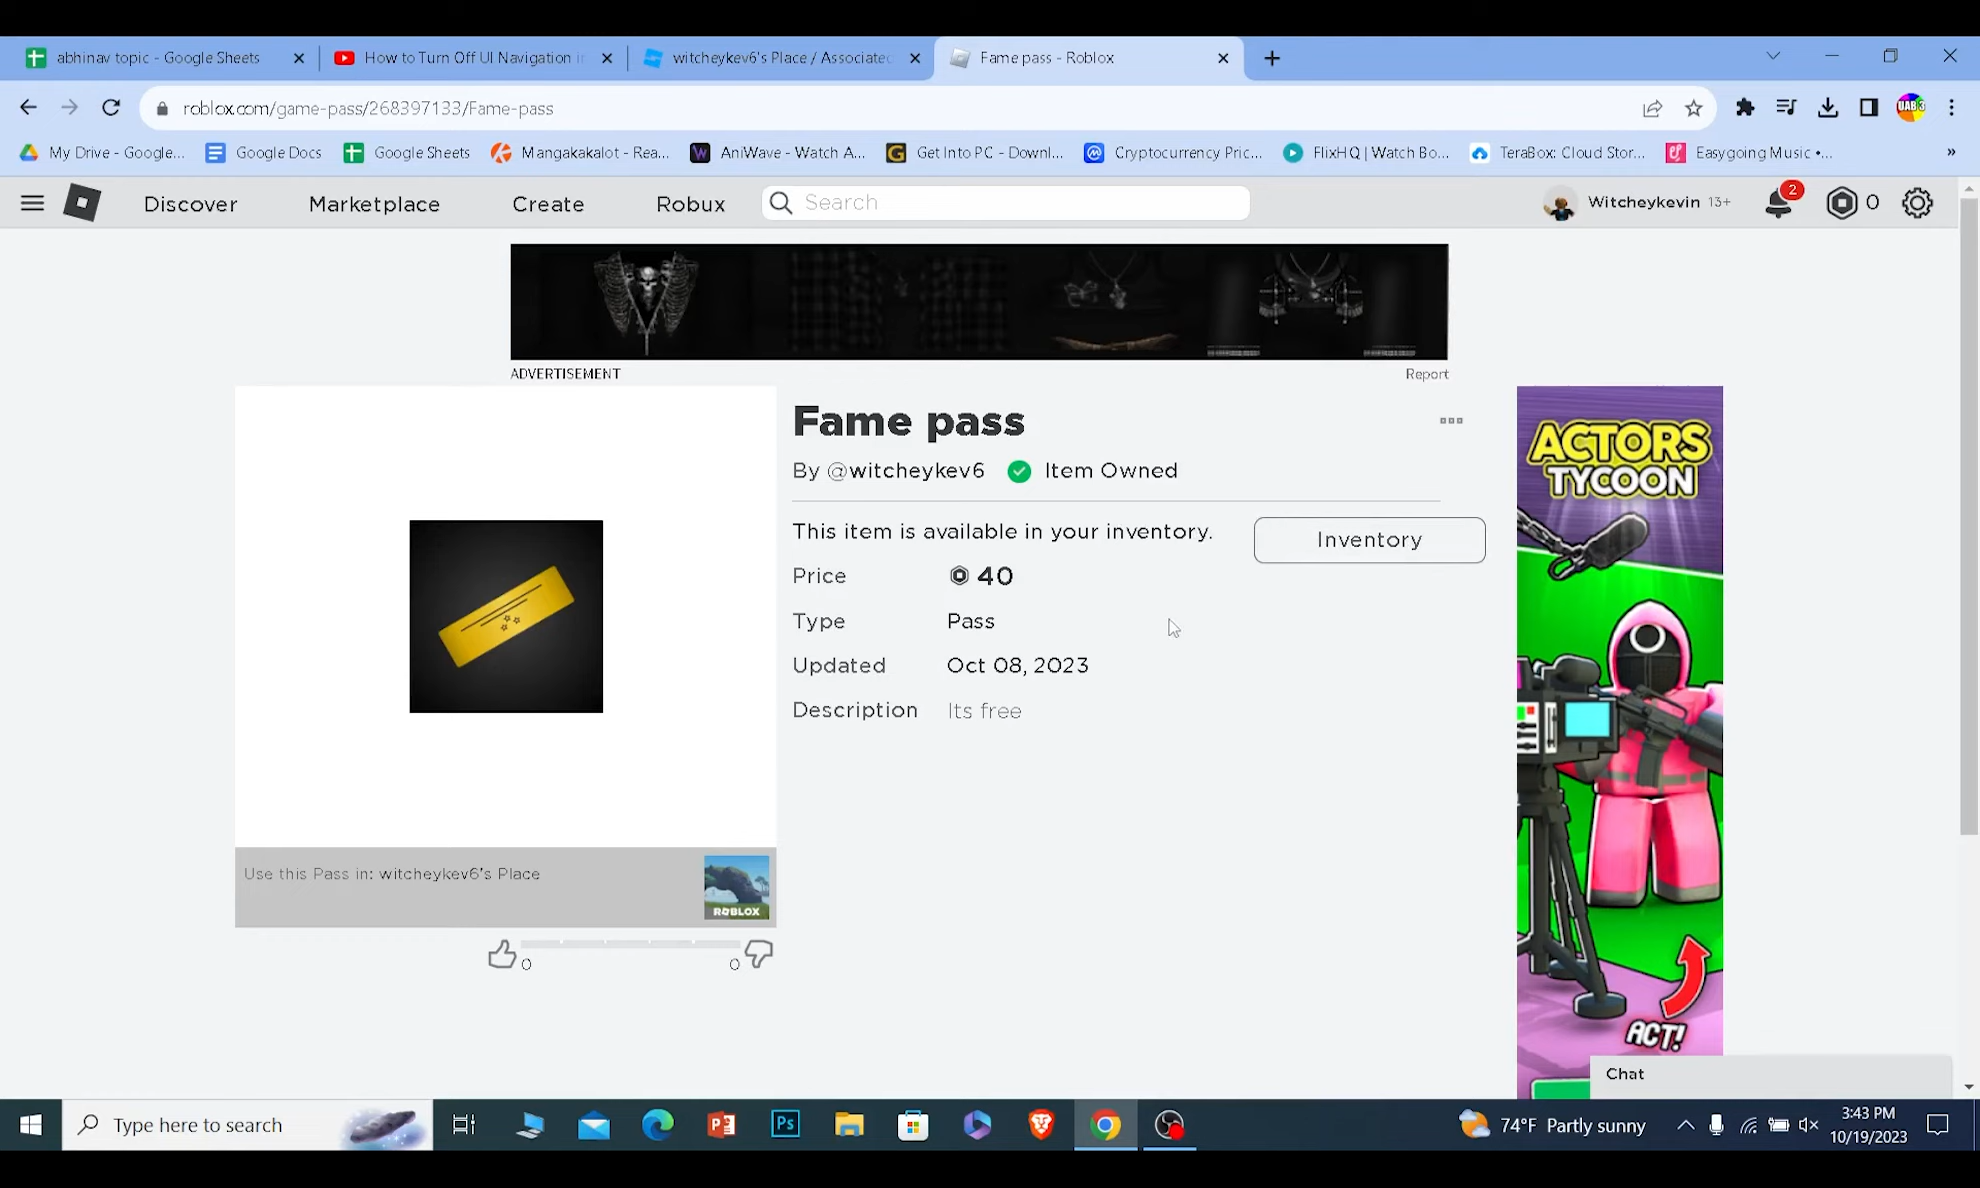 abhinav topic - Google Sheets
How to Turn Off UI Navigation i
witcheykev6's Place / Associated
Fame pass - Roblox
roblox.com/game-pass/268397133/Fame-pass
UAB 3
My Drive - Google...
Google Docs
Google Sheets
Mangakakalot - Rea...
AniWave - Watch A...
Get Into PC - Downl...
Cryptocurrency Pric...
FlixHQ | Watch Bo...
TeraBox: Cloud Stor...
Easygoing Music •...
»
Discover
Marketplace
Create
Robux
Search
Witcheykevin 13+
2
0
ADVERTISEMENT
Report
Fame pass
By @witcheykev6
Item Owned
This item is available in your inventory.
Inventory
Price
40
Type
Pass
Updated
Oct 08, 2023
Description
Its free
Use this Pass in: witcheykev6's Place
ROBLOX
0
0
ACTORS
TYCOON
ACT!
Chat
Type here to search
Ps
74°F Partly sunny
3:43 PM
10/19/2023